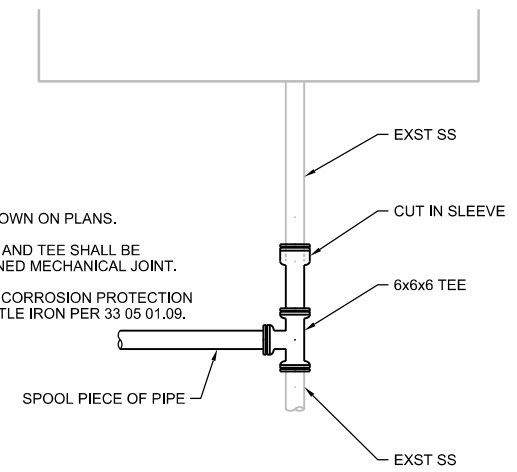 EXST SS
CUT IN SLEEVE
OWN ON PLANS.
AND TEE SHALL BE
NED MECHANICAL JOINT.
CORROSION PROTECTION
TLE IRON PER 33 05 01.09.
6x6x6 TEE
SPOOL PIECE OF PIPE
EXST SS